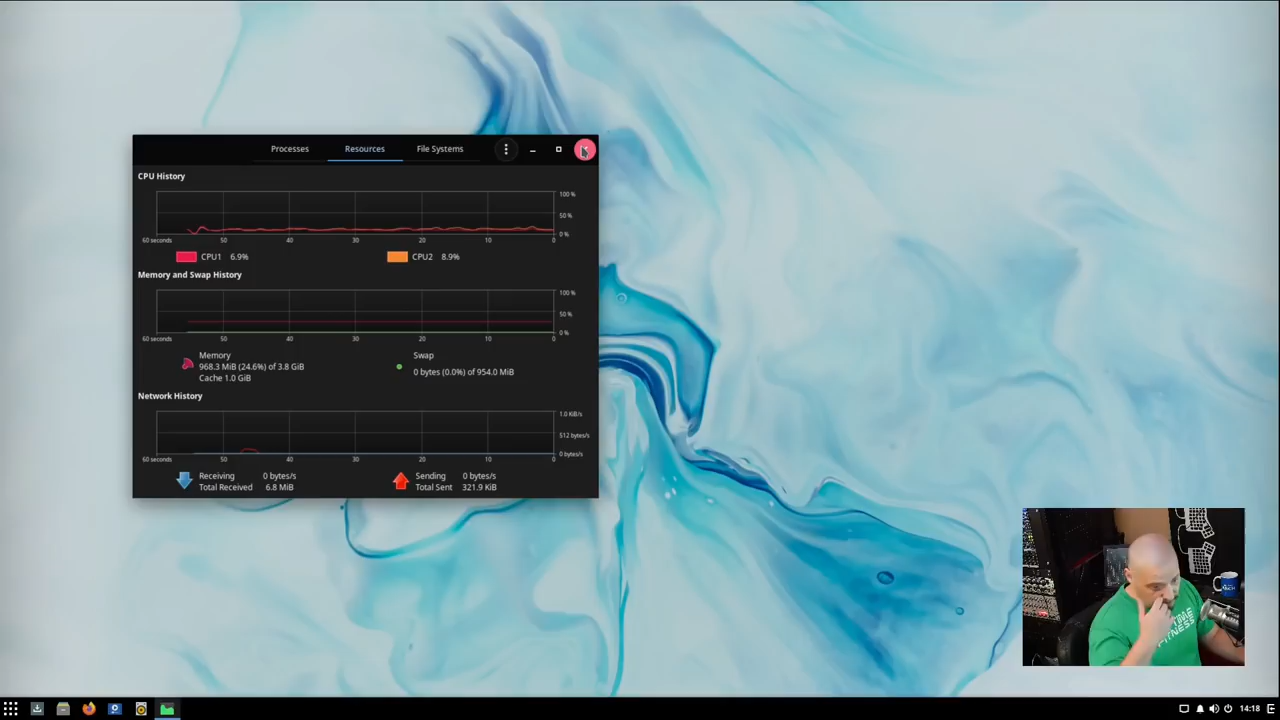 Processes Resources File Systems
CPU History
100 %
50 %
0 %
60 seconds 50 40 30 20 10 0
CPU1 6.9% CPU2 8.9%
Memory and Swap History
100 %
50 %
0 %
60 seconds 50 40 30 20 10 0
Memory
968.3 MiB (24.6%) of 3.8 GiB
Cache 1.0 GiB
Swap
0 bytes (0.0%) of 954.0 MiB
Network History
1.0 KiB/s
512 bytes/s
0 bytes/s
60 seconds 50 40 30 20 10 0
Receiving 0 bytes/s
Total Received 6.8 MiB
Sending 0 bytes/s
Total Sent 321.9 KiB
FITNESS
14:18